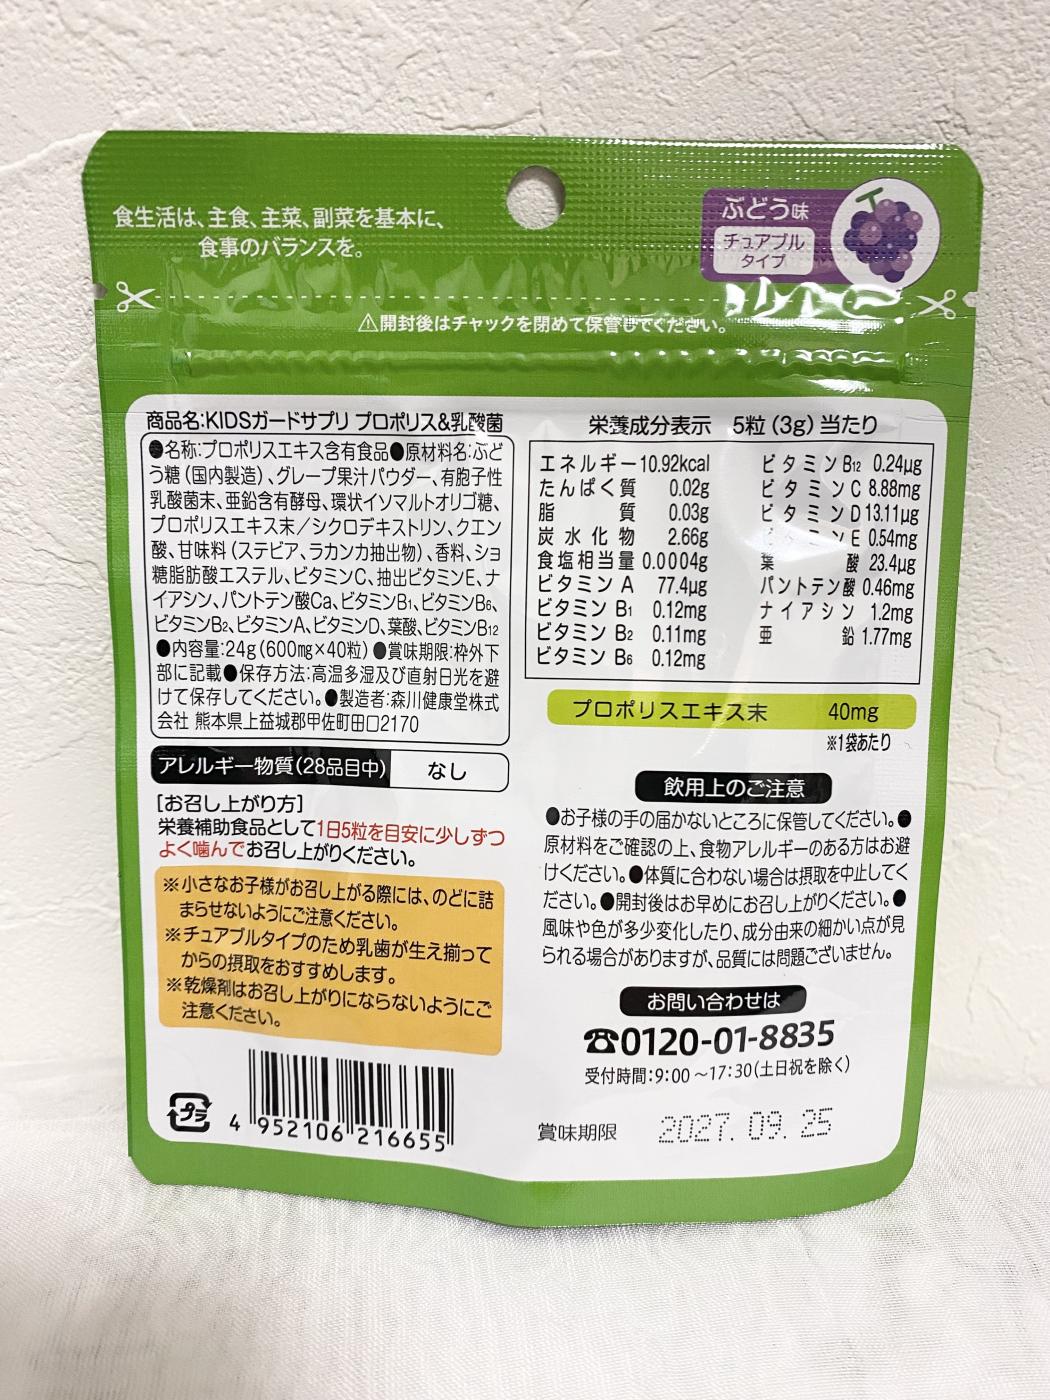 食生活は、主食、主菜、副菜を基本に、
食事のバランスを。
ぶどう味
チュアブル
タイプ
⚠開封後はチャックを閉めて保管してください。
商品名:KIDSガードサプリ プロポリス&乳酸菌
●名称:プロポリスエキス含有食品●原材料名:ぶど
う糖(国内製造)、グレープ果汁パウダー、有胞子性
乳酸菌末、亜鉛含有酵母、環状イソマルトオリゴ糖、
プロポリスエキス末/シクロデキストリン、クエン
酸、甘味料(ステビア、ラカンカ抽出物)、香料、ショ
糖脂肪酸エステル、ビタミンC、抽出ビタミンE、ナ
イアシン、パントテン酸Ca、ビタミンB1、ビタミンB6、
ビタミンB2、ビタミンA、ビタミンD、葉酸、ビタミンB12
●内容量:24g(600mg×40粒)●賞味期限:枠外下
部に記載●保存方法:高温多湿及び直射日光を避
けて保存してください。●製造者:森川健康堂株式
会社 熊本県上益城郡甲佐町田口2170
アレルギー物質(28品目中) なし
[お召し上がり方]
栄養補助食品として1日5粒を目安に少しずつ
よく噛んでお召し上がりください。
※小さなお子様がお召し上がる際には、のどに詰
まらせないようにご注意ください。
※チュアブルタイプのため乳歯が生え揃って
からの摂取をおすすめします。
※乾燥剤はお召し上がりにならないようにご
注意ください。
プラ
4 952106 216655
栄養成分表示 5粒(3g)当たり
エネルギー 10.92kcal
たんぱく質 0.02g
脂質 0.03g
炭水化物 2.66g
食塩相当量 0.0004g
ビタミンA 77.4μg
ビタミンB1 0.12mg
ビタミンB2 0.11mg
ビタミンB6 0.12mg
ビタミンB12 0.24μg
ビタミンC 8.88mg
ビタミンD 13.11μg
ビタミンE 0.54mg
葉酸 23.4μg
パントテン酸 0.46mg
ナイアシン 1.2mg
亜鉛 1.77mg
プロポリスエキス末 40mg
※1袋あたり
飲用上のご注意
●お子様の手の届かないところに保管してください。●
原材料をご確認の上、食物アレルギーのある方はお避
けください。●体質に合わない場合は摂取を中止してく
ださい。●開封後はお早めにお召し上がりください。●
風味や色が多少変化したり、成分由来の細かい点が見
られる場合がありますが、品質には問題ございません。
お問い合わせは
☎0120-01-8835
受付時間:9:00~17:30(土日祝を除く)
賞味期限 2027.09.25